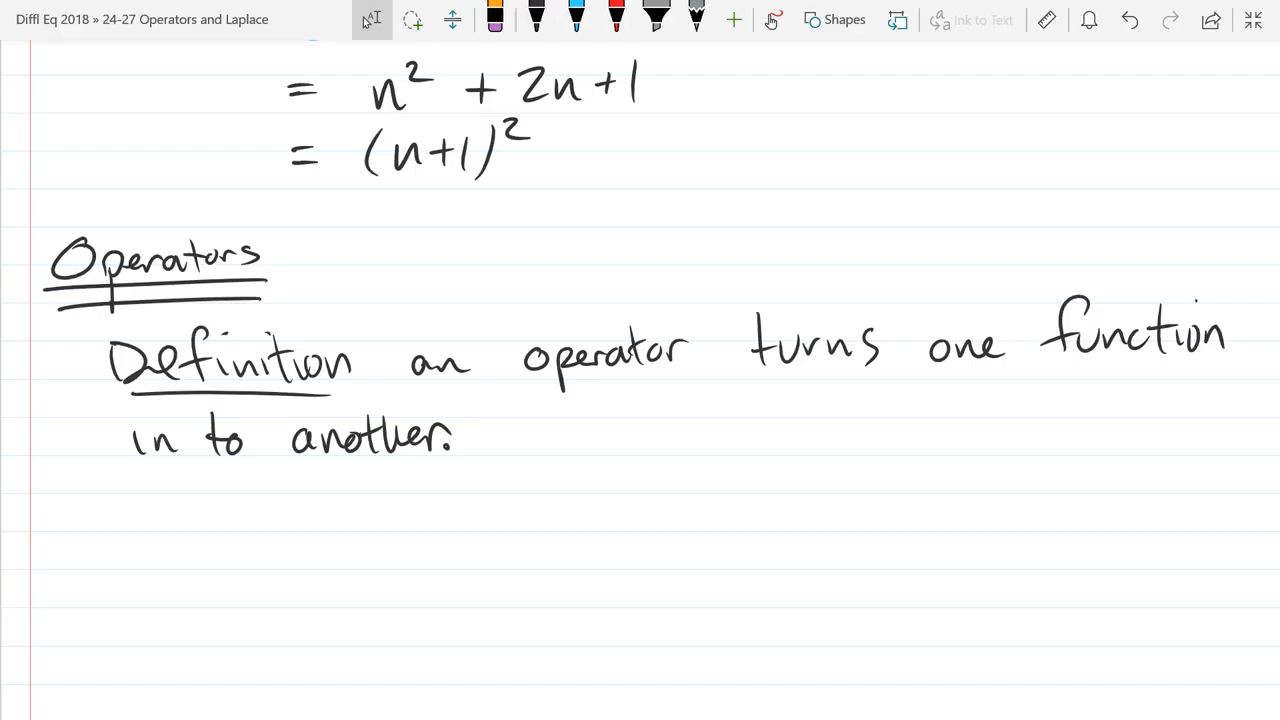 Diffl Eq 2018 » 24-27 Operators and Laplace
Shapes
Ink to Text
= n² + 2n + 1
= (n+1)²
Operators
Definition an operator turns one function
in to another.